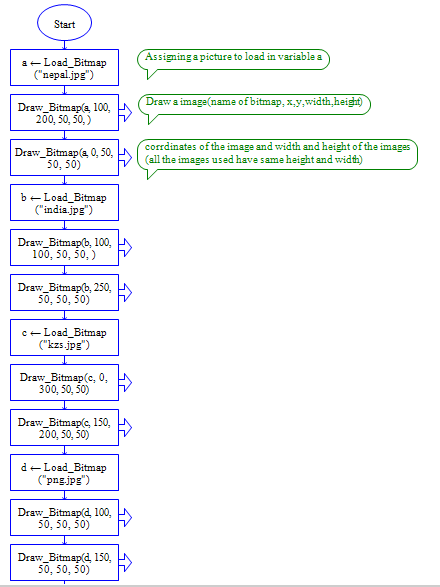 Start
a ← Load_Bitmap
("nepal.jpg")
Assigning a picture to load in variable a
Draw_Bitmap(a, 100,
200, 50, 50, )
Draw a image(name of bitmap, x,y,width,height)
Draw_Bitmap(a, 0, 50,
50, 50)
corrdinates of the image and width and height of the images
(all the images used have same height and width)
b ← Load_Bitmap
("india.jpg")
Draw_Bitmap(b, 100,
100, 50, 50, )
Draw_Bitmap(b, 250,
50, 50, 50)
c ← Load_Bitmap
("kzs.jpg")
Draw_Bitmap(c, 0,
300, 50, 50)
Draw_Bitmap(c, 150,
200, 50, 50)
d ← Load_Bitmap
("png.jpg")
Draw_Bitmap(d, 100,
50, 50, 50)
Draw_Bitmap(d, 150,
50, 50, 50)